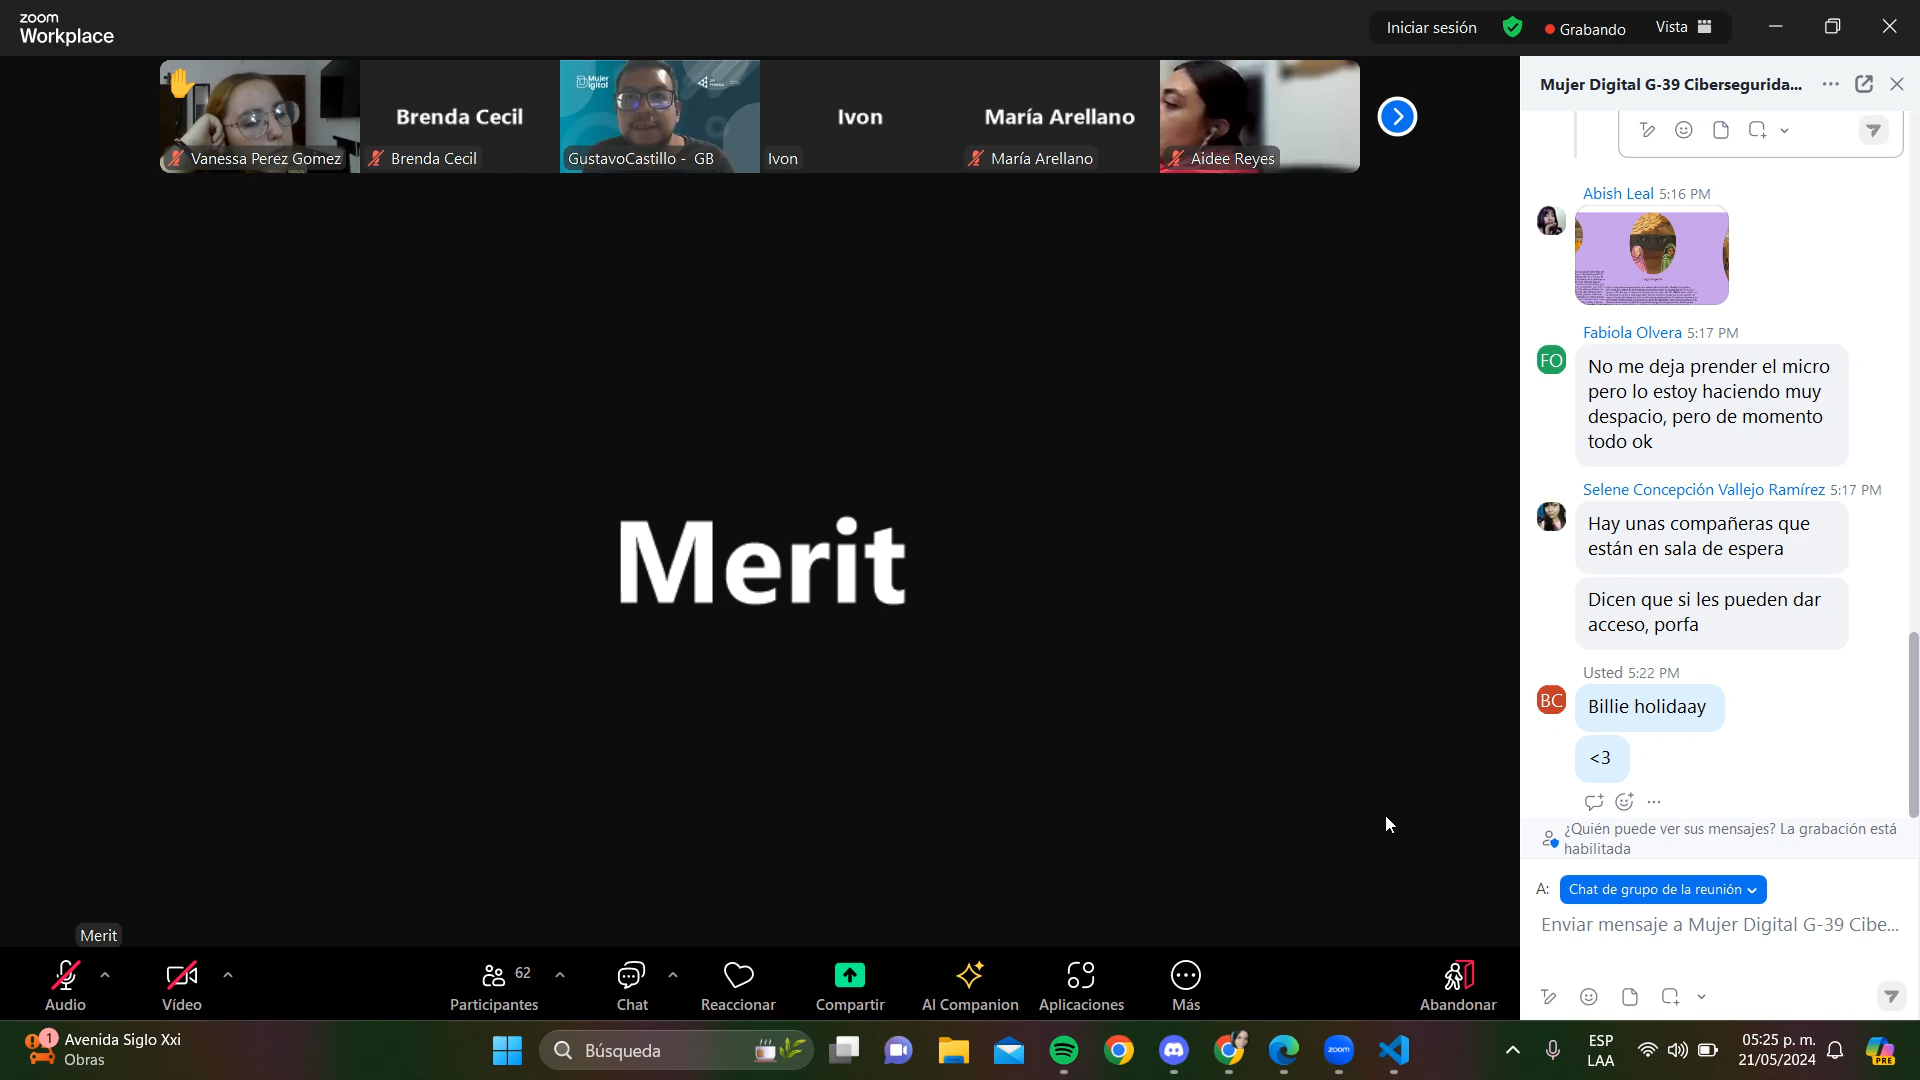 zoom
Workplace
Iniciar sesión
Grabando
Vista
Vanessa Perez Gomez
Brenda Cecil
Brenda Cecil
Mujer
Digital
GustavoCastillo - GB
Ivon
Ivon
María Arellano
María Arellano
Aidee Reyes
Merit
Merit
Mujer Digital G-39 Cibersegurida...
Abish Leal 5:16 PM
Fabiola Olvera 5:17 PM
FO
No me deja prender el micro
pero lo estoy haciendo muy
despacio, pero de momento
todo ok
Selene Concepción Vallejo Ramírez 5:17 PM
Hay unas compañeras que
están en sala de espera
Dicen que si les pueden dar
acceso, porfa
Usted 5:22 PM
BC
Billie holidaay
<3
¿Quién puede ver sus mensajes? La grabación está
habilitada
A: Chat de grupo de la reunión
Enviar mensaje a Mujer Digital G-39 Cibe...
Audio
Vídeo
62
Participantes
Chat
Reaccionar
Compartir
AI Companion
Aplicaciones
Más
Abandonar
1
Avenida Siglo Xxi
Obras
Búsqueda
zoom
ESP
LAA
05:25 p. m.
21/05/2024
PRE